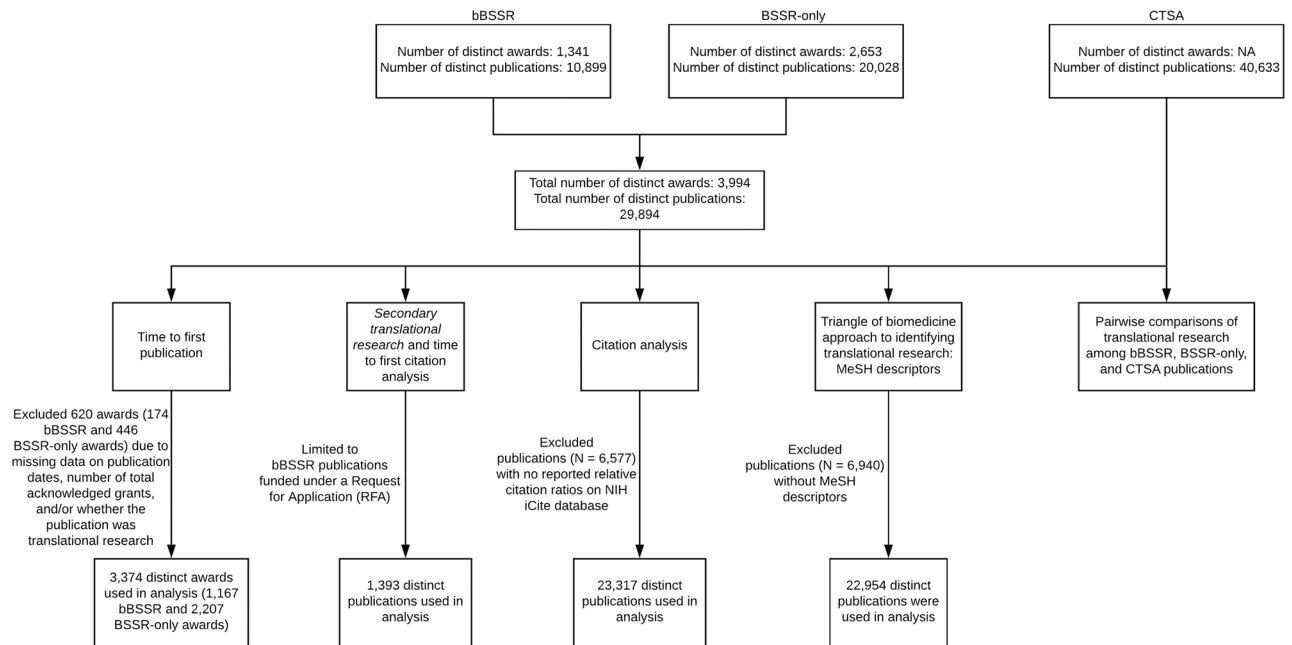 bBSSR
Number of distinct awards: 1,341
Number of distinct publications: 10,899
BSSR-only
Number of distinct awards: 2,653
Number of distinct publications: 20,028
CTSA
Number of distinct awards: NA
Number of distinct publications: 40,633
Total number of distinct awards: 3,994
Total number of distinct publications:
29,894
Time to first
publication
Secondary
translational
research and time
to first citation
analysis
Citation analysis
Triangle of biomedicine
approach to identifying
translational research:
MeSH descriptors
Pairwise comparisons of
translational research
among bBSSR, BSSR-only,
and CTSA publications
Excluded 620 awards (174
bBSSR and 446
BSSR-only awards) due to
missing data on publication
dates, number of total
acknowledged grants,
and/or whether the
publication was
translational research
Limited to
bBSSR publications
funded under a Request
for Application (RFA)
Excluded
publications (N = 6,577)
with no reported relative
citation ratios on NIH
iCite database
Excluded
publications (N = 6,940)
without MeSH
descriptors
3,374 distinct awards
used in analysis (1,167
bBSSR and 2,207
BSSR-only awards)
1,393 distinct
publications used in
analysis
23,317 distinct
publications used in
analysis
22,954 distinct
publications were
used in analysis